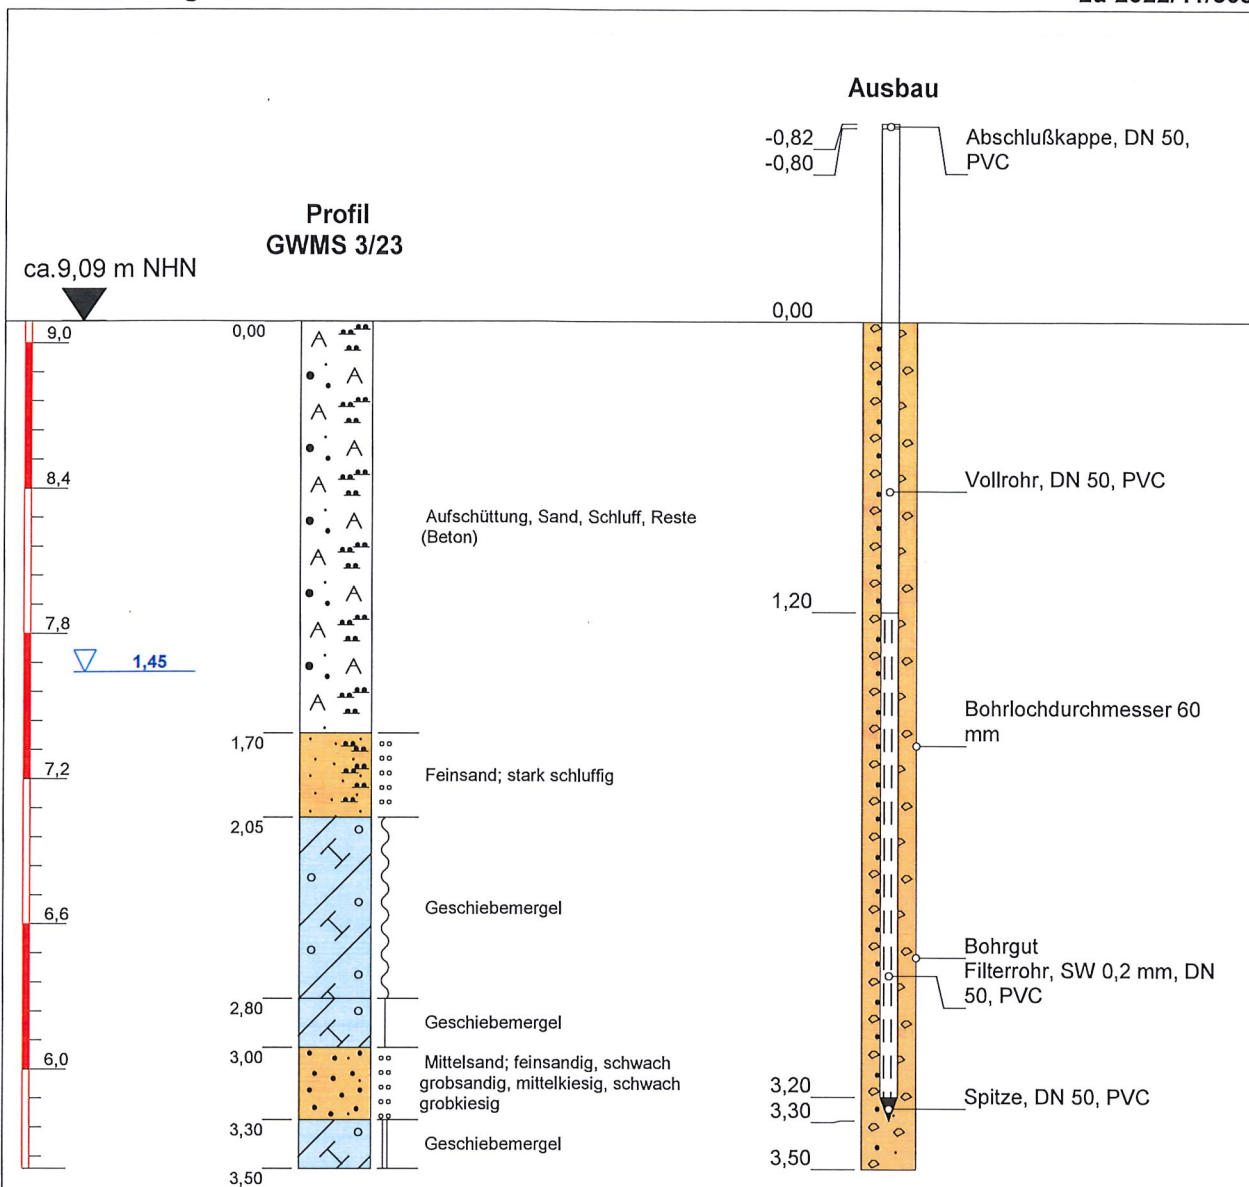 Ausbau
-0,82
-0,80
Abschlußkappe, DN 50,
PVC
Profil
GWMS 3/23
ca.9,09 m NHN
0,00
0,00
9,0
8,4
7,8
7,2
6,6
6,0
1,45
Aufschüttung, Sand, Schluff, Reste
(Beton)
1,70
Feinsand; stark schluffig
2,05
Geschiebemergel
2,80
Geschiebemergel
3,00
Mittelsand; feinsandig, schwach
grobsandig, mittelkiesig, schwach
grobkiesig
3,30
Geschiebemergel
3,50
Vollrohr, DN 50, PVC
1,20
Bohrlochdurchmesser 60
mm
Bohrgut
Filterrohr, SW 0,2 mm, DN
50, PVC
3,20
3,30
Spitze, DN 50, PVC
3,50